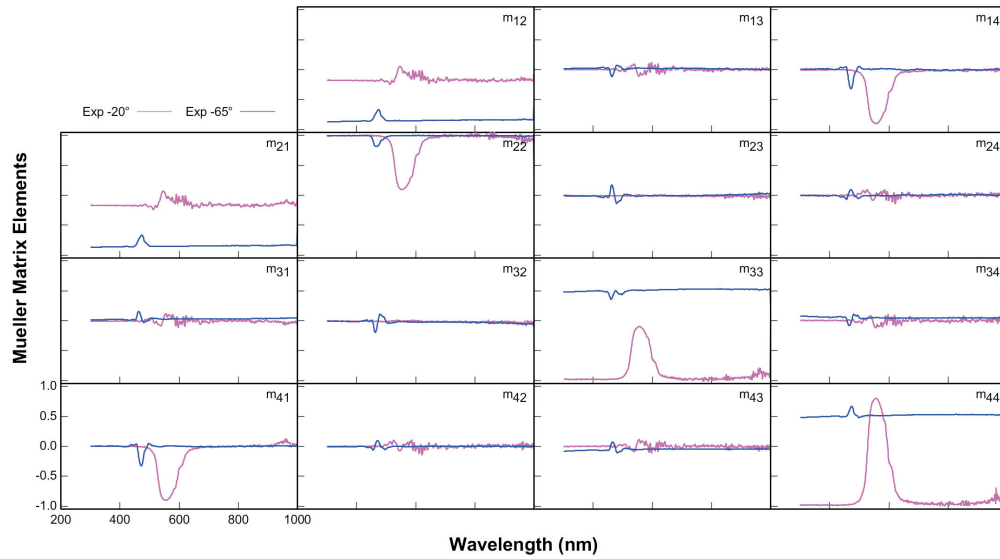 m12
m13
m14
Exp -20° Exp -65°
m21
m22
m23
m24
Mueller Matrix Elements
m31
m32
m33
m34
1.0
m41
m42
m43
m44
0.5
0.0
-0.5
-1.0
200 400 600 800 1000
Wavelength (nm)